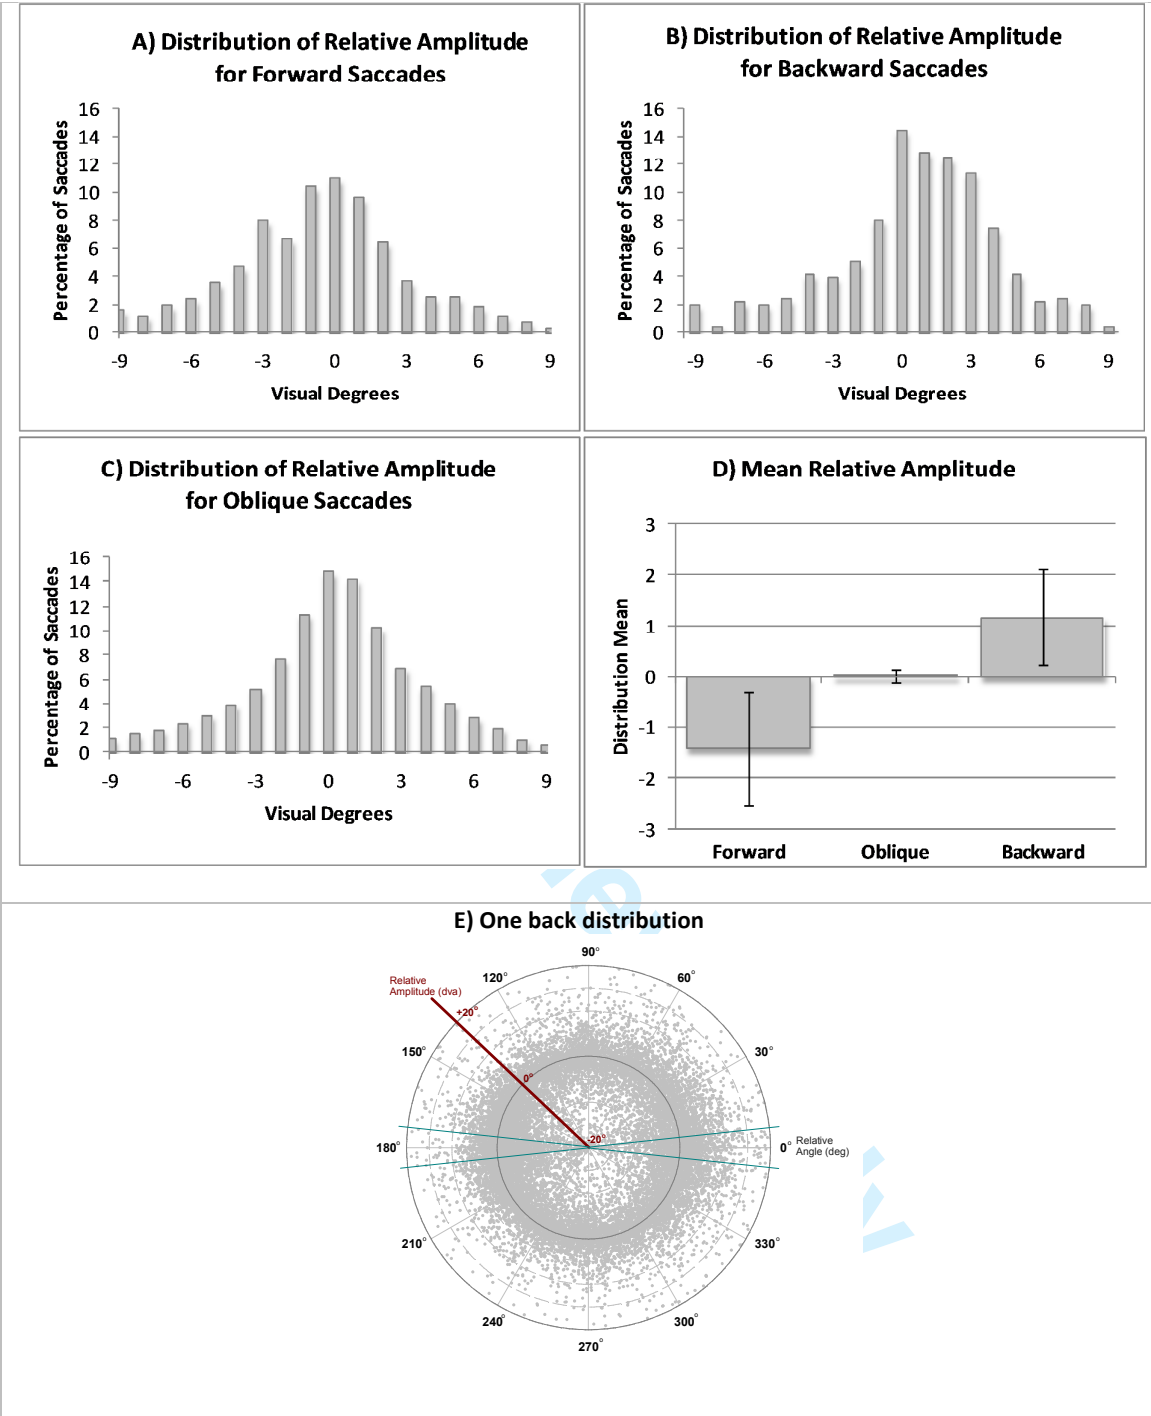 A) Distribution of Relative Amplitude
for Forward Saccades
Percentage of Saccades
16
14
12
10
8
6
4
2
0
-9 -6 -3 0 3 6 9
Visual Degrees
B) Distribution of Relative Amplitude
for Backward Saccades
Percentage of Saccades
16
14
12
10
8
6
4
2
0
-9 -6 -3 0 3 6 9
Visual Degrees
C) Distribution of Relative Amplitude
for Oblique Saccades
Percentage of Saccades
16
14
12
10
8
6
4
2
0
-9 -6 -3 0 3 6 9
Visual Degrees
D) Mean Relative Amplitude
Distribution Mean
3
2
1
0
-1
-2
-3
Forward Oblique Backward
E) One back distribution
90°
120° 60°
Relative
Amplitude (dva)
+20°
150° 30°
0°
-20°
180° 0° Relative
Angle (deg)
210° 330°
240° 300°
270°